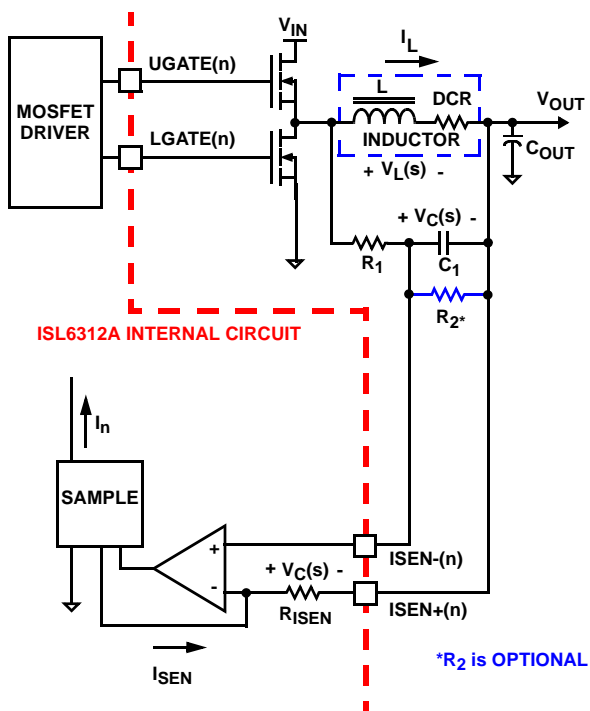 MOSFET
DRIVER
UGATE(n)
LGATE(n)
VIN
IL
L
DCR
INDUCTOR
+ VL(s) -
VOUT
COUT
+ VC(s) -
R1
C1
R2*
ISL6312A INTERNAL CIRCUIT
In
SAMPLE
+
-
+ VC(s) -
RISEN
ISEN-(n)
ISEN+(n)
ISEN
*R2 is OPTIONAL